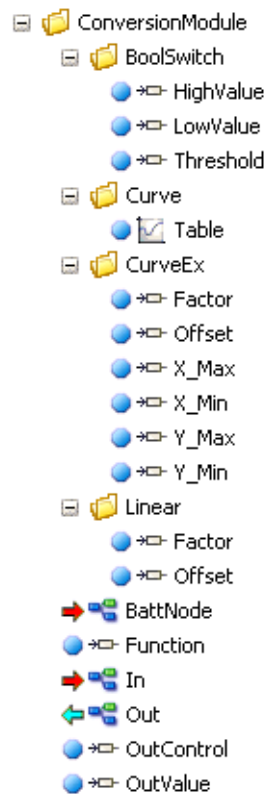 ConversionModule
BoolSwitch
HighValue
LowValue
Threshold
Curve
Table
CurveEx
Factor
Offset
X_Max
X_Min
Y_Max
Y_Min
Linear
Factor
Offset
BattNode
Function
In
Out
OutControl
OutValue